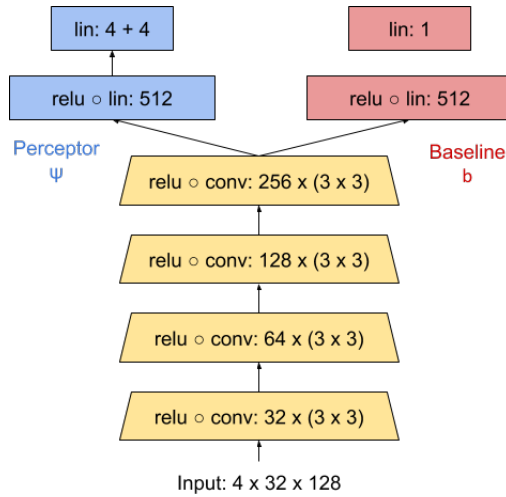 lin: 4 + 4
lin: 1
relu ○ lin: 512
relu ○ lin: 512
Perceptor
ψ
Baseline
b
relu ○ conv: 256 x (3 x 3)
relu ○ conv: 128 x (3 x 3)
relu ○ conv: 64 x (3 x 3)
relu ○ conv: 32 x (3 x 3)
Input: 4 x 32 x 128